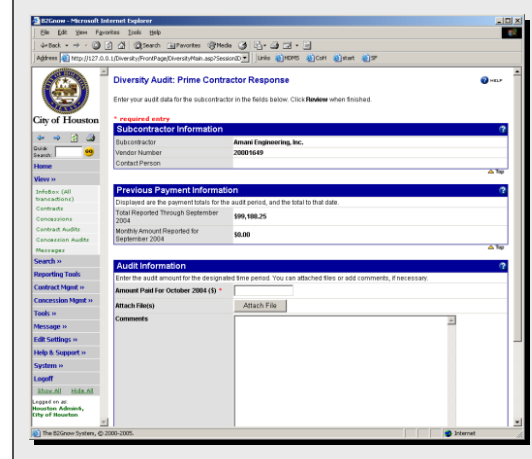 B2Gnow - Microsoft Internet Explorer
File Edit View Favorites Tools Help
Back Search Favorites Media
Address http://127.0.0.1/Diversity/FrontPage/DiversityMain.asp?SessionID Links HDMS CoH start SP
City of Houston
Quick Search:
Home
View »
InfoBox (All transactions)
Contracts
Concessions
Contract Audits
Concession Audits
Messages
Search »
Reporting Tools
Contract Mgmt »
Concession Mgmt »
Tools »
Message »
Edit Settings »
Help & Support »
System »
Logoff
Show All Hide All
Logged on as:
Houston AdminS,
City of Houston
Diversity Audit: Prime Contractor Response
HELP
Enter your audit data for the subcontractor in the fields below. Click Review when finished.
* required entry
Subcontractor Information ?
Subcontractor Amani Engineering, Inc.
Vendor Number 20001649
Contact Person
Top
Previous Payment Information ?
Displayed are the payment totals for the audit period, and the total to that date.
Total Reported Through September 2004 $99,188.25
Monthly Amount Reported for September 2004 $0.00
Top
Audit Information ?
Enter the audit amount for the designated time period. You can attached files or add comments, if necessary.
Amount Paid For October 2004 ($) *
Attach File(s) Attach File
Comments
The B2Gnow System, © 2000-2005. Internet